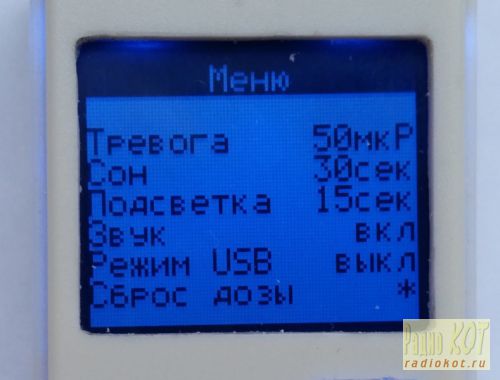 Меню
Тревога 50мкР
Сон 30сек
Подсветка 15сек
Звук вкл
Режим USB выкл
Сброс дозы *
Радио КОТ
radiokot.ru